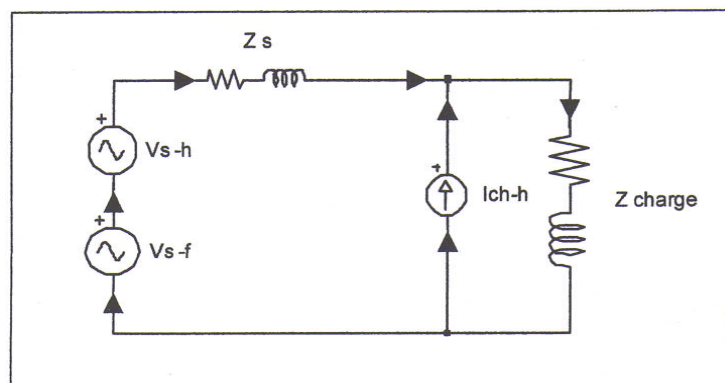 Z s
+
Vs-h
+
Ich-h
Z charge
+
Vs-f